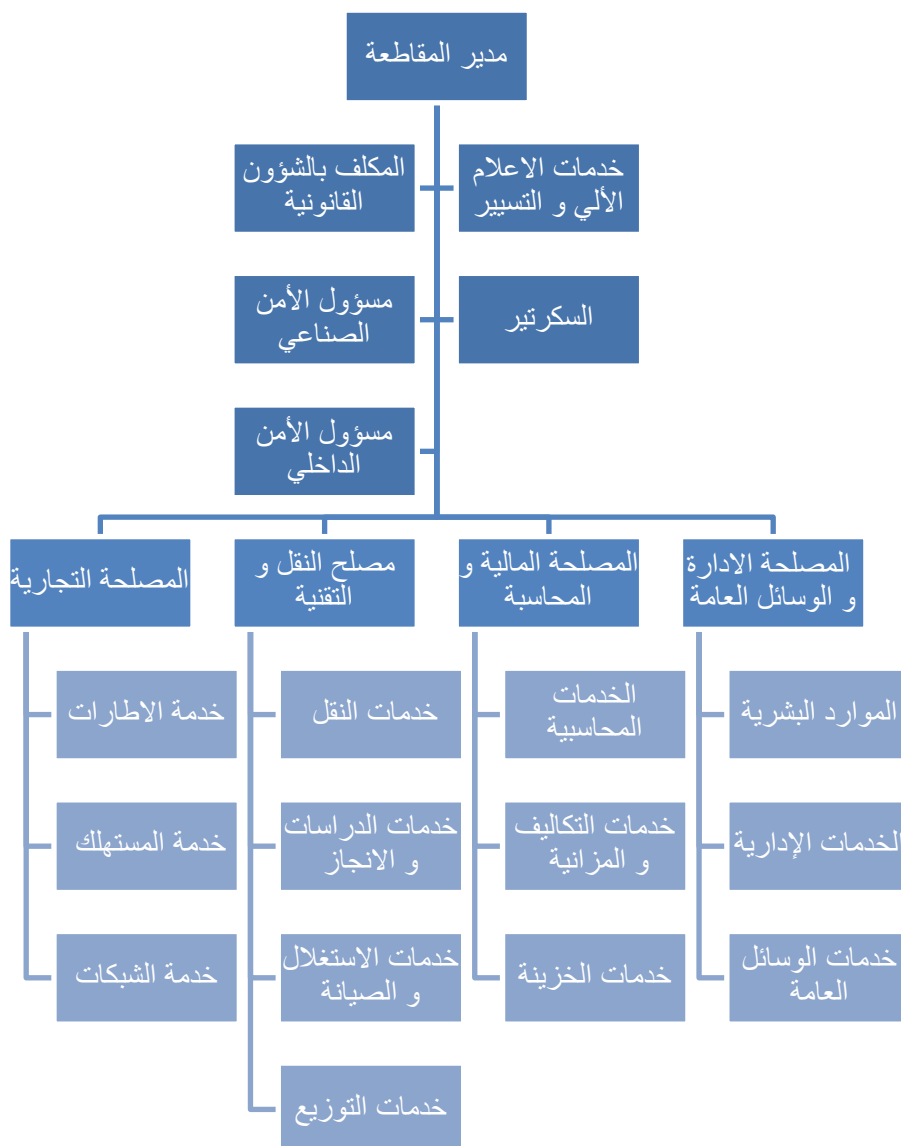 مدير المقاطعة
خدمات الاعلام
الألي و التسيير
المكلف بالشؤون
القانونية
السكرتير
مسؤول الأمن
الصناعي
مسؤول الأمن
الداخلي
المصلحة الادارة
و الوسائل العامة
المصلحة المالية و
المحاسبة
مصلح النقل و
التقنية
المصلحة التجارية
الموارد البشرية
الخدمات
المحاسبية
خدمات النقل
خدمة الاطارات
الخدمات الإدارية
خدمات التكاليف
و المزانية
خدمات الدراسات
و الانجاز
خدمة المستهلك
خدمات الوسائل
العامة
خدمات الخزينة
خدمات الاستغلال
و الصيانة
خدمة الشبكات
خدمات التوزيع